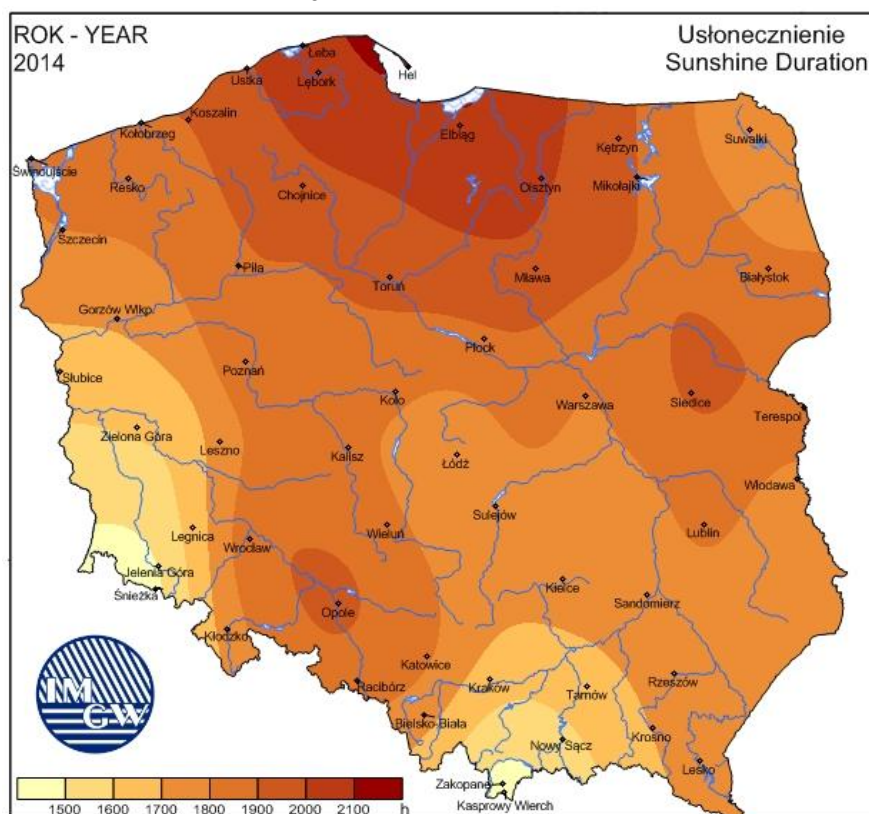 ROK - YEAR
2014
Usłonecznienie
Sunshine Duration
Łeba
Hel
Ustka
Lębork
Koszalin
Kołobrzeg
Elbiąg
Kętrzyn
Suwałki
Świnoujście
Resko
Chojnice
Olsztyn
Mikołajki
Szczecin
Piła
Toruń
Mława
Białystok
Gorzów Wlkp.
Płock
Słubice
Poznań
Koło
Warszawa
Siedlce
Terespol
Zielona Góra
Leszno
Kalisz
Łódź
Włodawa
Sulejów
Legnica
Wrocław
Wieluń
Lublin
Jelenia Góra
Śnieżka
Opole
Kielce
Sandomierz
Kłodzko
Katowice
Racibórz
Kraków
Tarnów
Rzeszów
Bielsko-Biała
Nowy Sącz
Krosno
Lesko
Zakopane
Kasprowy Wierch
IM
GW
1500 1600 1700 1800 1900 2000 2100 h